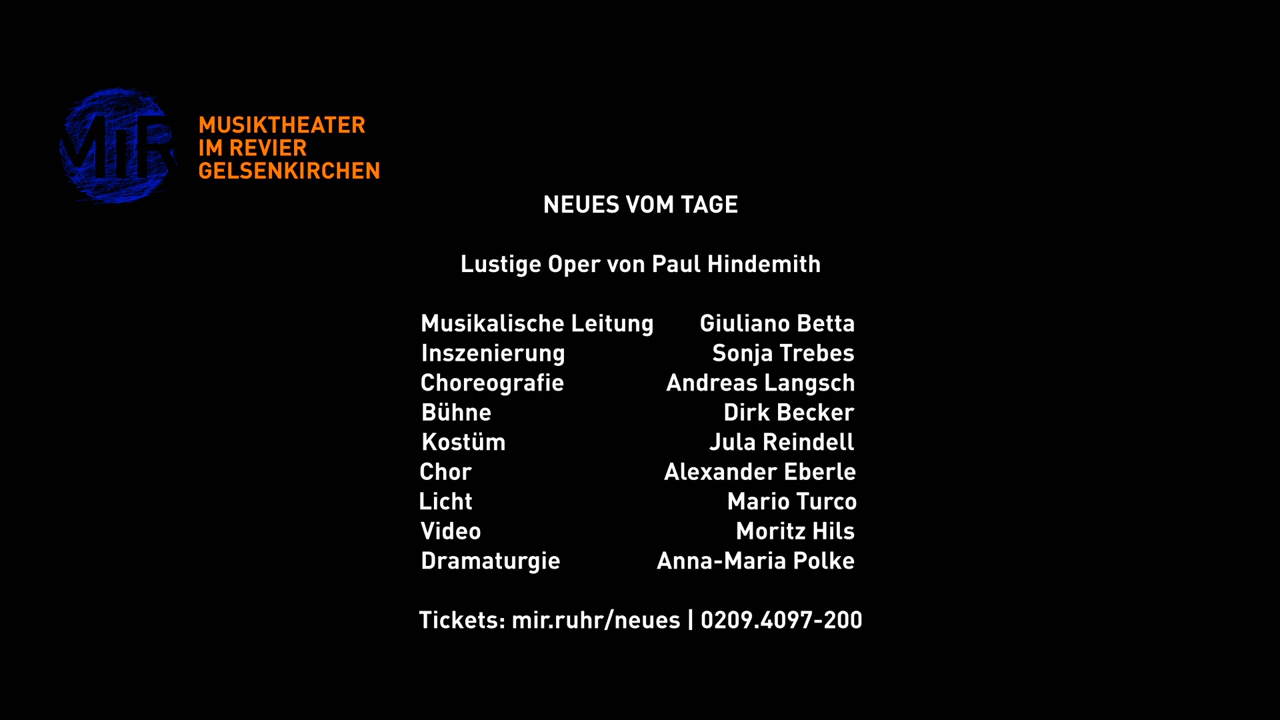 MiR
MUSIKTHEATER
IM REVIER
GELSENKIRCHEN
NEUES VOM TAGE
Lustige Oper von Paul Hindemith
Musikalische Leitung Giuliano Betta
Inszenierung Sonja Trebes
Choreografie Andreas Langsch
Bühne Dirk Becker
Kostüm Jula Reindell
Chor Alexander Eberle
Licht Mario Turco
Video Moritz Hils
Dramaturgie Anna-Maria Polke
Tickets: mir.ruhr/neues | 0209.4097-200